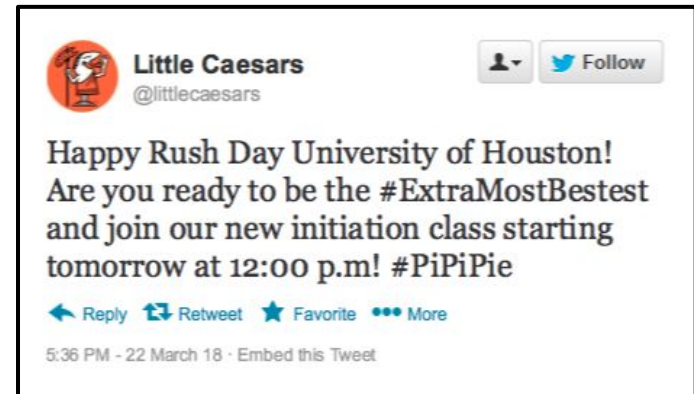 Little Caesars
Follow
@littlecaesars
Happy Rush Day University of Houston!
Are you ready to be the #ExtraMostBestest
and join our new initiation class starting
tomorrow at 12:00 p.m! #PiPiPie
Reply Retweet Favorite More
5:36 PM - 22 March 18 · Embed this Tweet